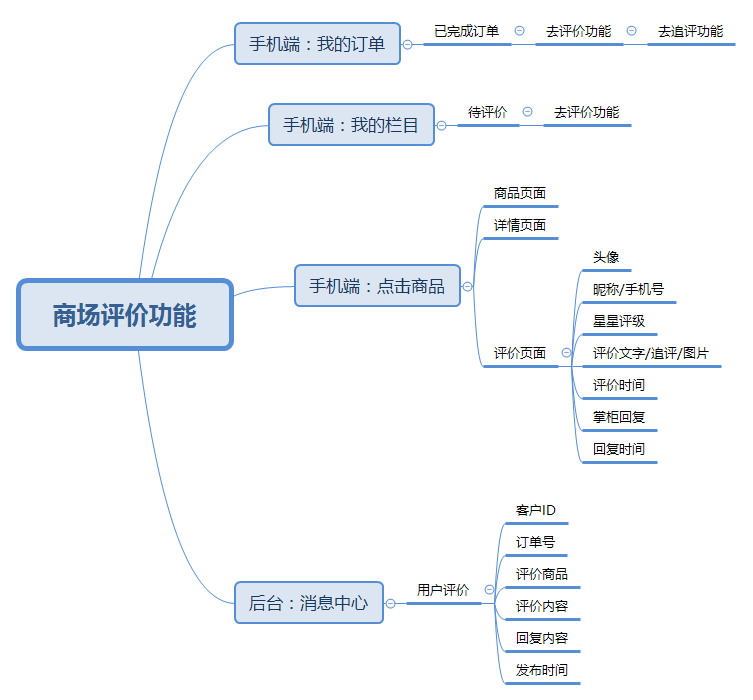 手机端：我的订单
已完成订单
去评价功能
去追评功能
手机端：我的栏目
待评价
去评价功能
商场评价功能
手机端：点击商品
商品页面
详情页面
评价页面
头像
昵称/手机号
星星评级
评价文字/追评/图片
评价时间
掌柜回复
回复时间
后台：消息中心
用户评价
客户ID
订单号
评价商品
评价内容
回复内容
发布时间